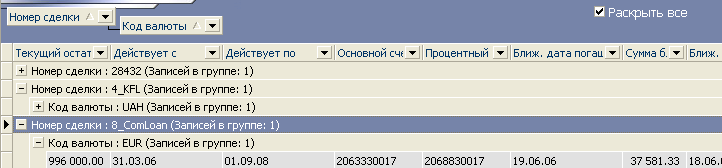 Номер сделки
Код валюты
Раскрыть все
Текущий остат Действует с Действует по Основной сче Процентный Ближ. дата погаш Сумма б. Ближ.
Номер сделки : 28432 (Записей в группе: 1)
Номер сделки : 4_KFL (Записей в группе: 1)
Код валюты : UAH (Записей в группе: 1)
Номер сделки : 8_ComLoan (Записей в группе: 1)
Код валюты : EUR (Записей в группе: 1)
996 000.00 31.03.06 01.09.08 2063330017 2068830017 19.06.06 37 581.33 18.06.0